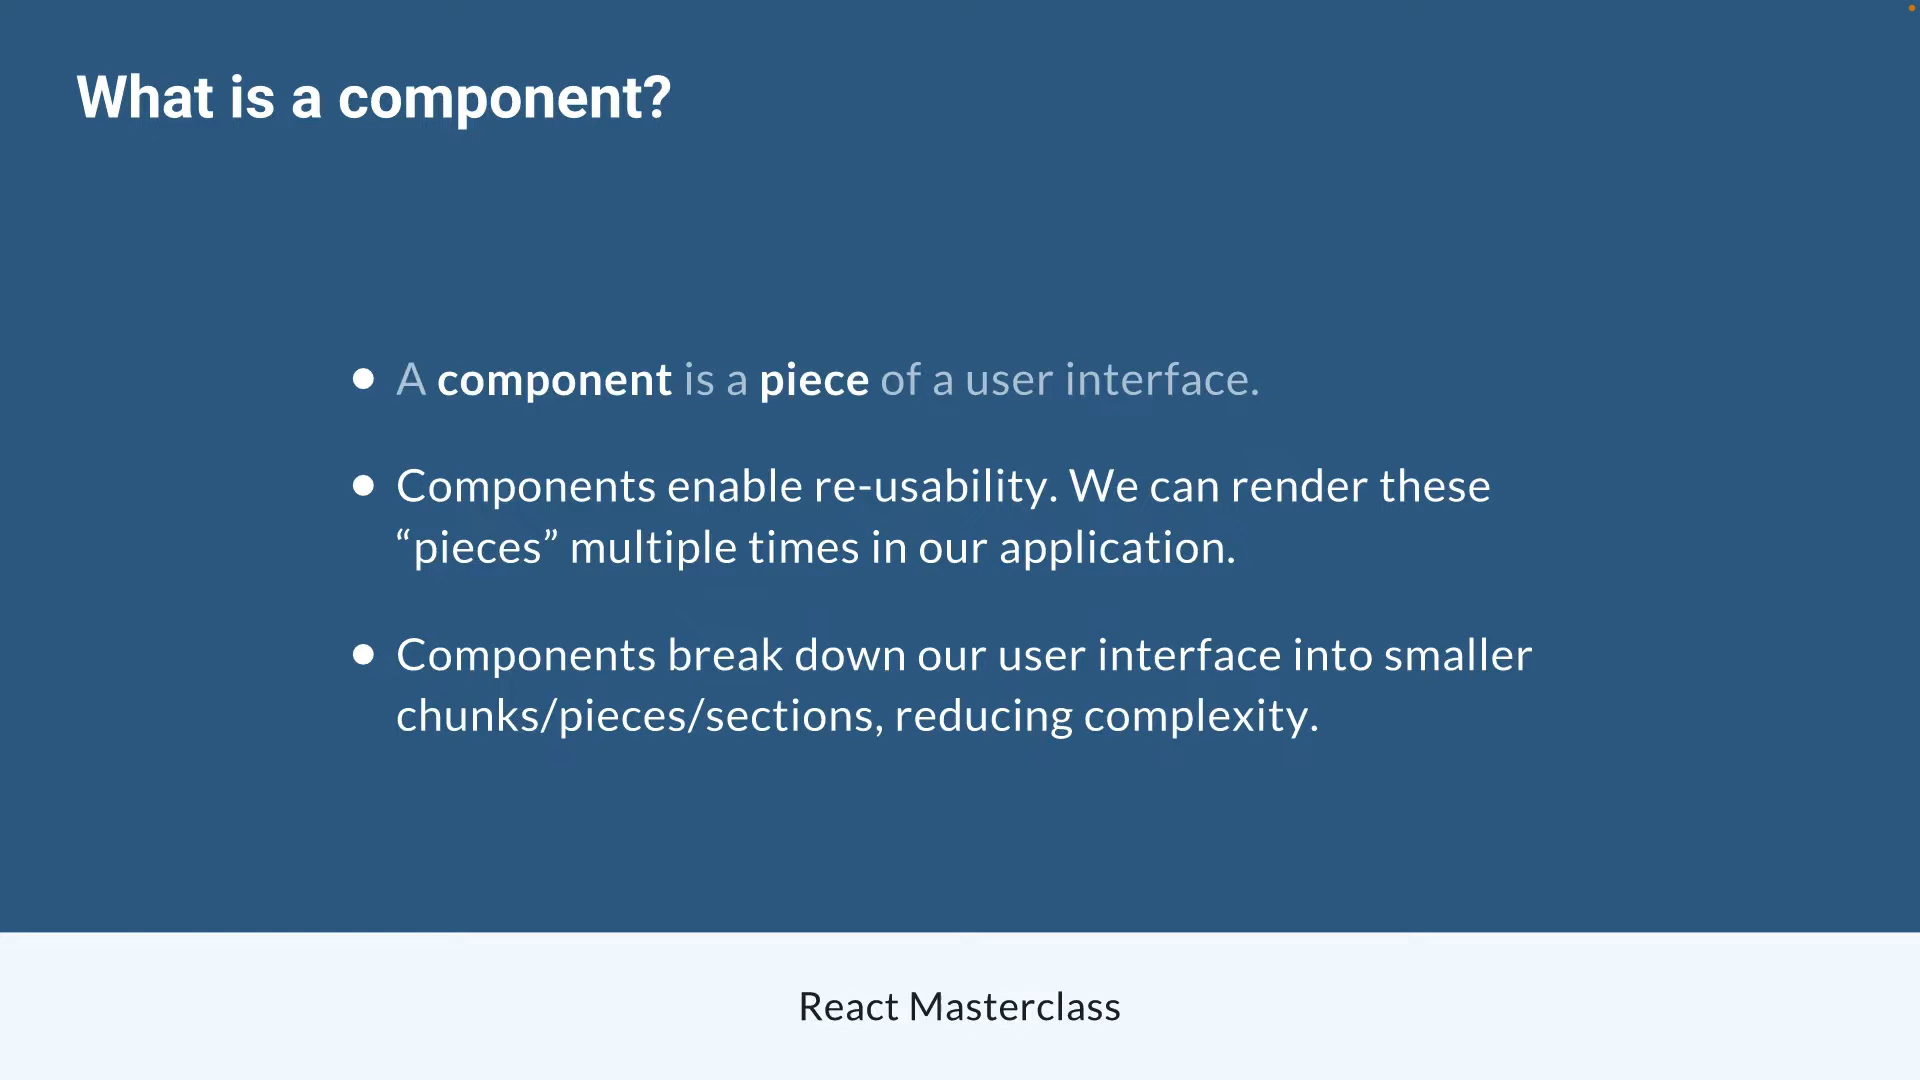 What is a component?
• A component is a piece of a user interface.
• Components enable re-usability. We can render these
“pieces” multiple times in our application.
• Components break down our user interface into smaller
chunks/pieces/sections, reducing complexity.
React Masterclass